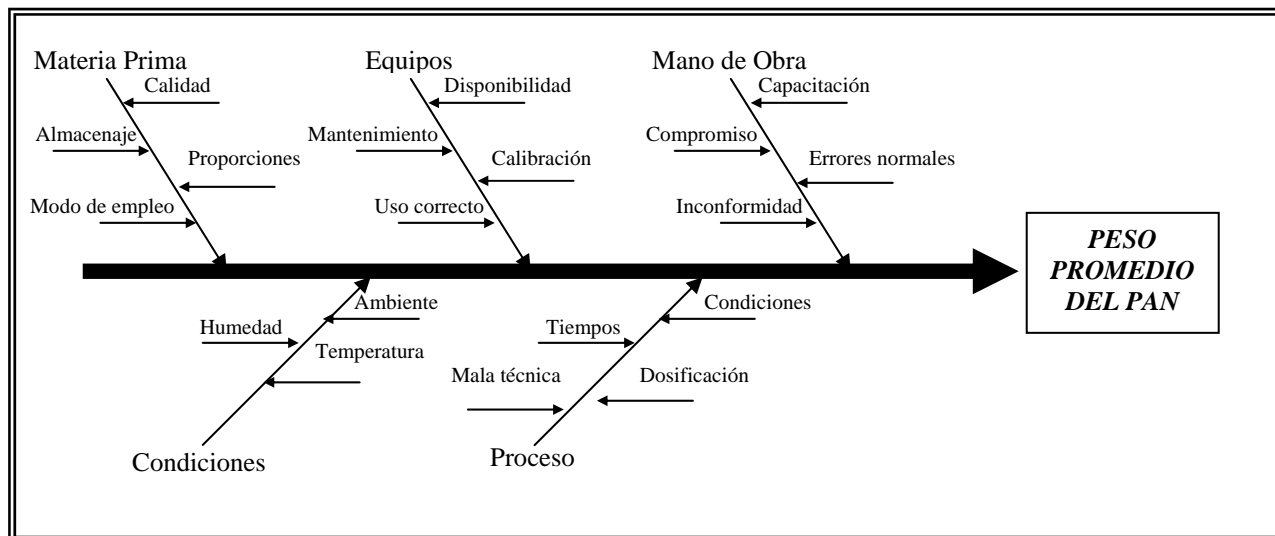 Materia Prima
Equipos
Mano de Obra
Calidad
Disponibilidad
Capacitación
Almacenaje
Mantenimiento
Compromiso
Proporciones
Calibración
Errores normales
Modo de empleo
Uso correcto
Inconformidad
PESO
PROMEDIO
DEL PAN
Ambiente
Condiciones
Humedad
Tiempos
Temperatura
Mala técnica
Dosificación
Condiciones
Proceso